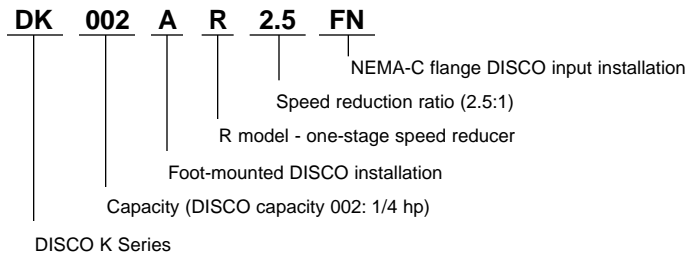 DK 002 A R 2.5 FN
NEMA-C flange DISCO input installation
Speed reduction ratio (2.5:1)
R model - one-stage speed reducer
Foot-mounted DISCO installation
Capacity (DISCO capacity 002: 1/4 hp)
DISCO K Series